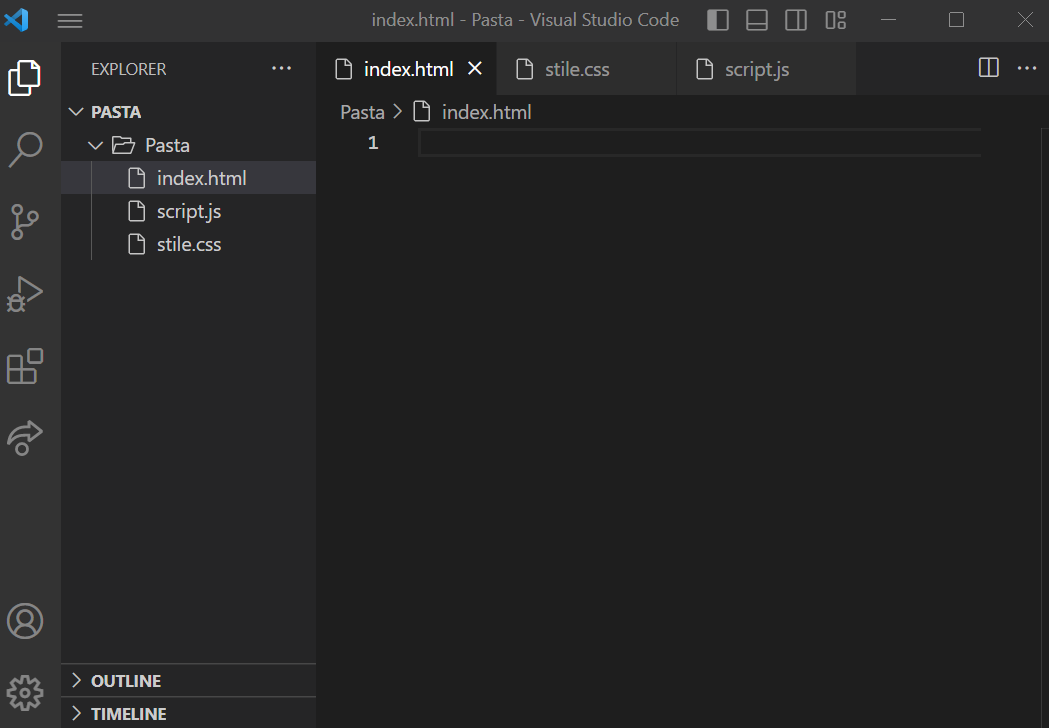 index.html - Pasta - Visual Studio Code
EXPLORER
PASTA
Pasta
index.html
script.js
stile.css
OUTLINE
TIMELINE
index.html
stile.css
script.js
Pasta > index.html
1